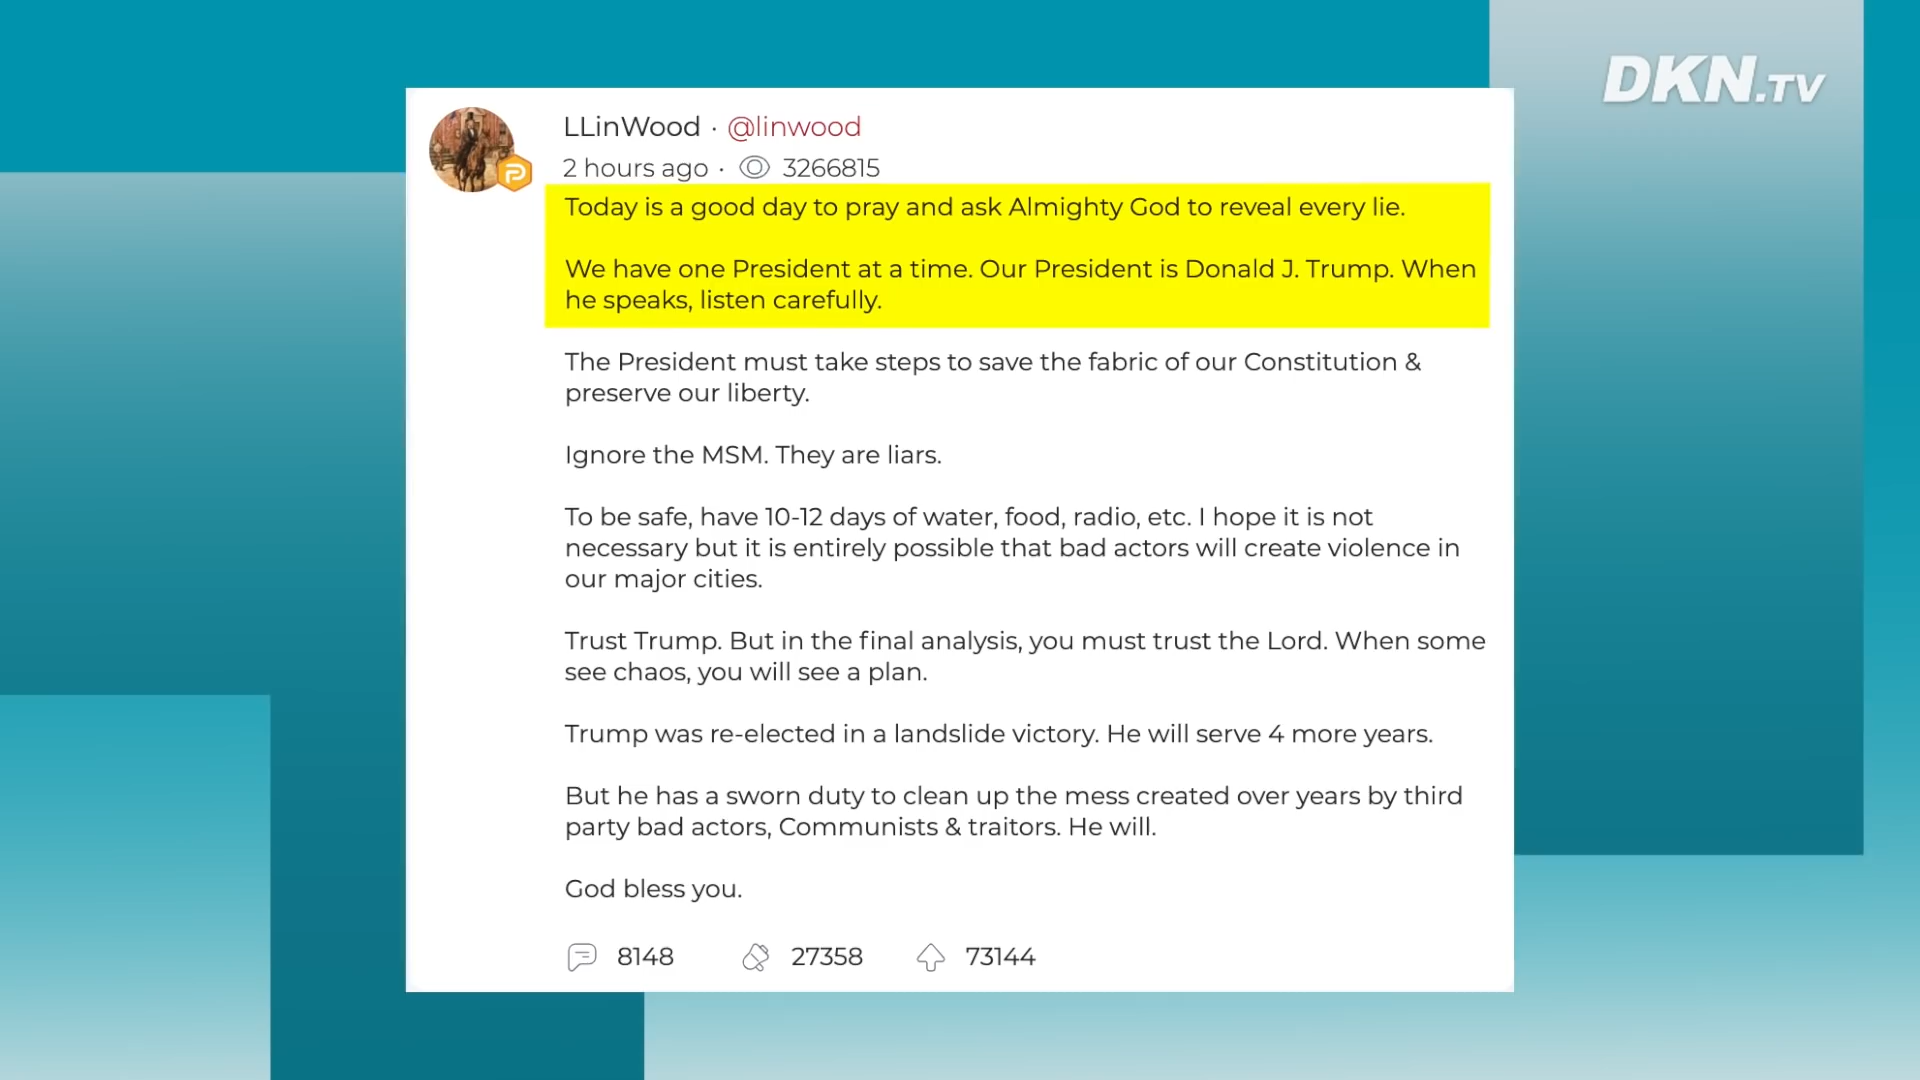 DKN.TV
LLinWood · @linwood
2 hours ago · 3266815
Today is a good day to pray and ask Almighty God to reveal every lie.
We have one President at a time. Our President is Donald J. Trump. When
he speaks, listen carefully.
The President must take steps to save the fabric of our Constitution &
preserve our liberty.
Ignore the MSM. They are liars.
To be safe, have 10-12 days of water, food, radio, etc. I hope it is not
necessary but it is entirely possible that bad actors will create violence in
our major cities.
Trust Trump. But in the final analysis, you must trust the Lord. When some
see chaos, you will see a plan.
Trump was re-elected in a landslide victory. He will serve 4 more years.
But he has a sworn duty to clean up the mess created over years by third
party bad actors, Communists & traitors. He will.
God bless you.
8148 27358 73144